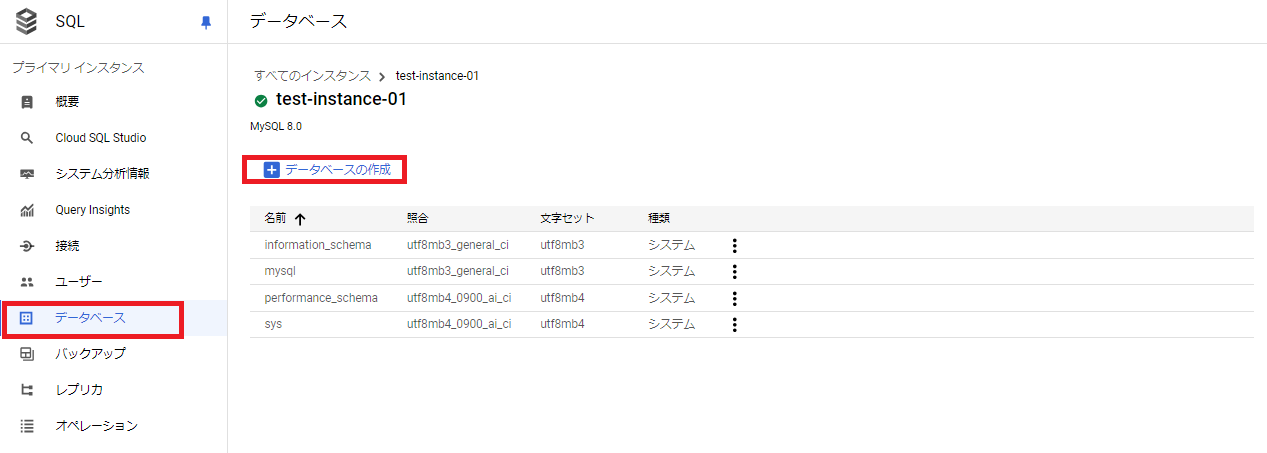 SQL
データベース
プライマリ インスタンス
概要
Cloud SQL Studio
システム分析情報
Query Insights
接続
ユーザー
データベース
バックアップ
レプリカ
オペレーション
すべてのインスタンス > test-instance-01
test-instance-01
MySQL 8.0
データベースの作成
名前 ↑ 照合 文字セット 種類
information_schema utf8mb3_general_ci utf8mb3 システム
mysql utf8mb3_general_ci utf8mb3 システム
performance_schema utf8mb4_0900_ai_ci utf8mb4 システム
sys utf8mb4_0900_ai_ci utf8mb4 システム